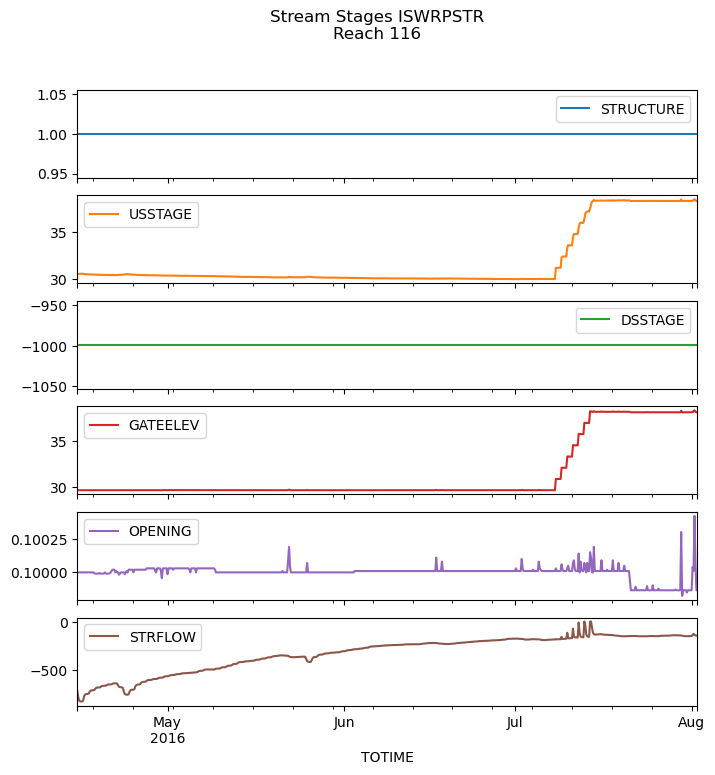 Stream Stages ISWRPSTR
Reach 116
1.05
1.00
0.95
STRUCTURE
35
30
USSTAGE
−950
−1000
−1050
DSSTAGE
35
30
GATEELEV
0.10025
0.10000
OPENING
0
−500
STRFLOW
May
2016
Jun
Jul
Aug
TOTIME